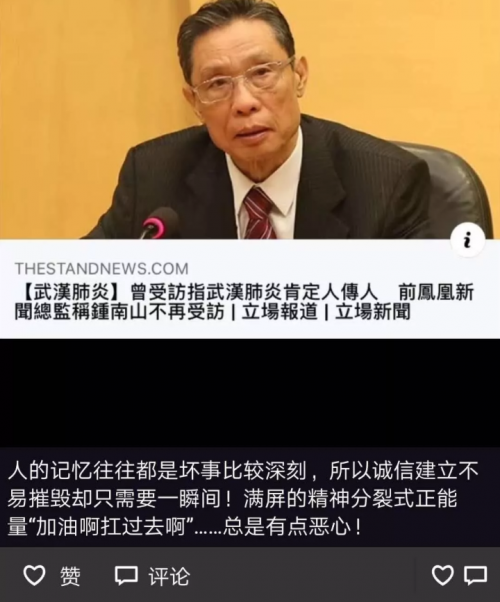 i
THESTANDNEWS.COM
【武漢肺炎】曾受訪指武漢肺炎肯定人傳人　前鳳凰新
聞總監稱鍾南山不再受訪 | 立場報道 | 立場新聞
人的记忆往往都是坏事比较深刻，所以诚信建立不
易摧毁却只需要一瞬间！满屏的精神分裂式正能
量“加油啊扛过去啊”……总是有点恶心！
赞 评论